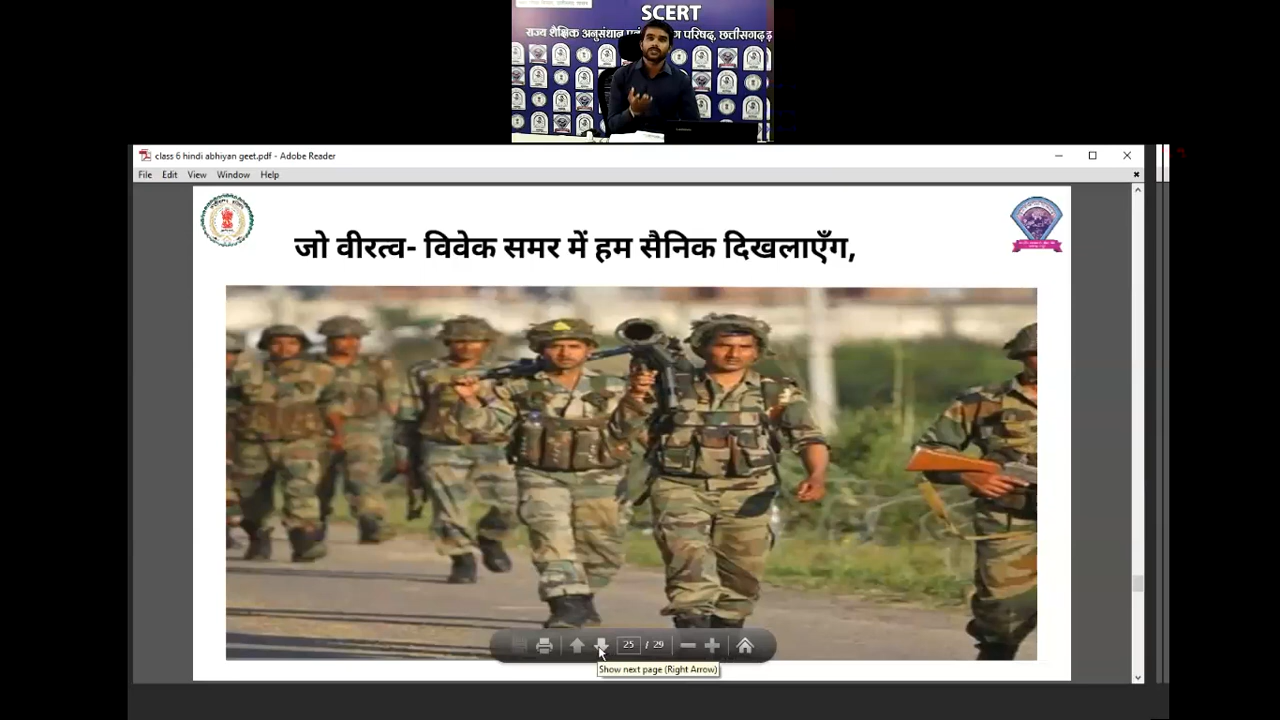 SCERT
राज्य शैक्षिक अनुसंधान एवं परिषद्, छत्तीसगढ़
class 6 hindi abhiyan geet.pdf - Adobe Reader
File Edit View Window Help
जो वीरत्व- विवेक समर में हम सैनिक दिखलाएँग,
25 / 29
Show next page (Right Arrow)